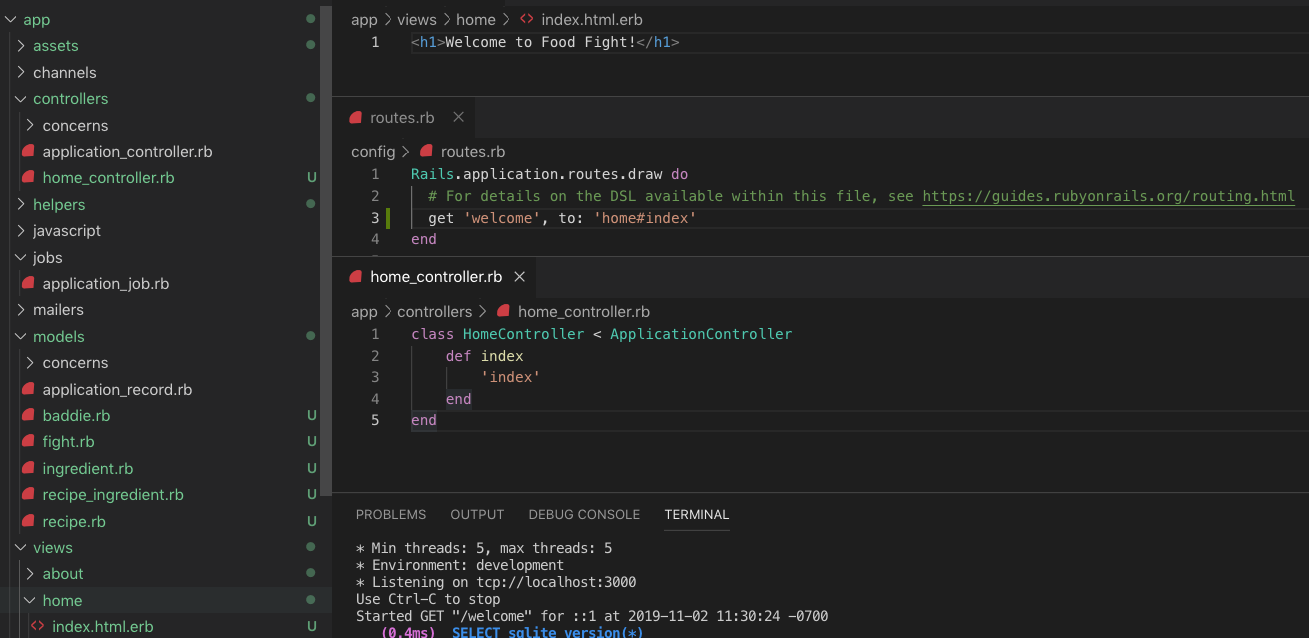 app
assets
channels
controllers
concerns
application_controller.rb
home_controller.rb U
helpers
javascript
jobs
application_job.rb
mailers
models
concerns
application_record.rb
baddie.rb U
fight.rb U
ingredient.rb U
recipe_ingredient.rb U
recipe.rb U
views
about
home
index.html.erb U
app > views > home > <> index.html.erb
1 <h1>Welcome to Food Fight!</h1>
routes.rb
config > routes.rb
1 Rails.application.routes.draw do
2 # For details on the DSL available within this file, see https://guides.rubyonrails.org/routing.html
3 get 'welcome', to: 'home#index'
4 end
home_controller.rb
app > controllers > home_controller.rb
1 class HomeController < ApplicationController
2 def index
3 'index'
4 end
5 end
PROBLEMS OUTPUT DEBUG CONSOLE TERMINAL
* Min threads: 5, max threads: 5
* Environment: development
* Listening on tcp://localhost:3000
Use Ctrl-C to stop
Started GET "/welcome" for ::1 at 2019-11-02 11:30:24 -0700
(0.4ms) SELECT sqlite_version(*)